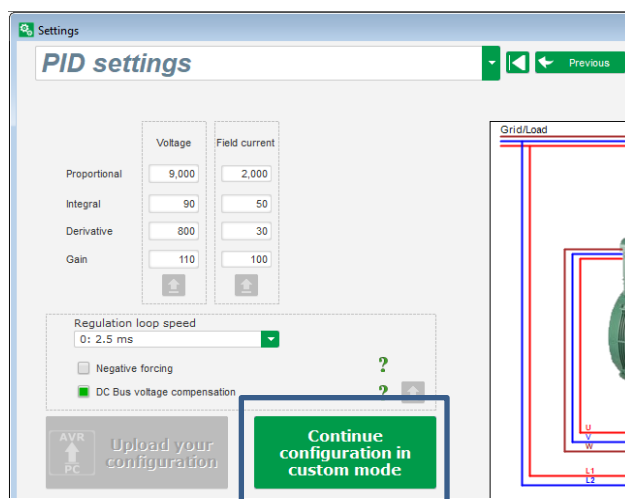 Settings
PID settings
Previous
Voltage Field current
Proportional 9,000 2,000
Integral 90 50
Derivative 800 30
Gain 110 100
Regulation loop speed
0: 2.5 ms
Negative forcing ?
DC Bus voltage compensation ?
AVR
PC
Upload your
configuration
Continue
configuration in
custom mode
Grid/Load
U
V
W
L1
L2